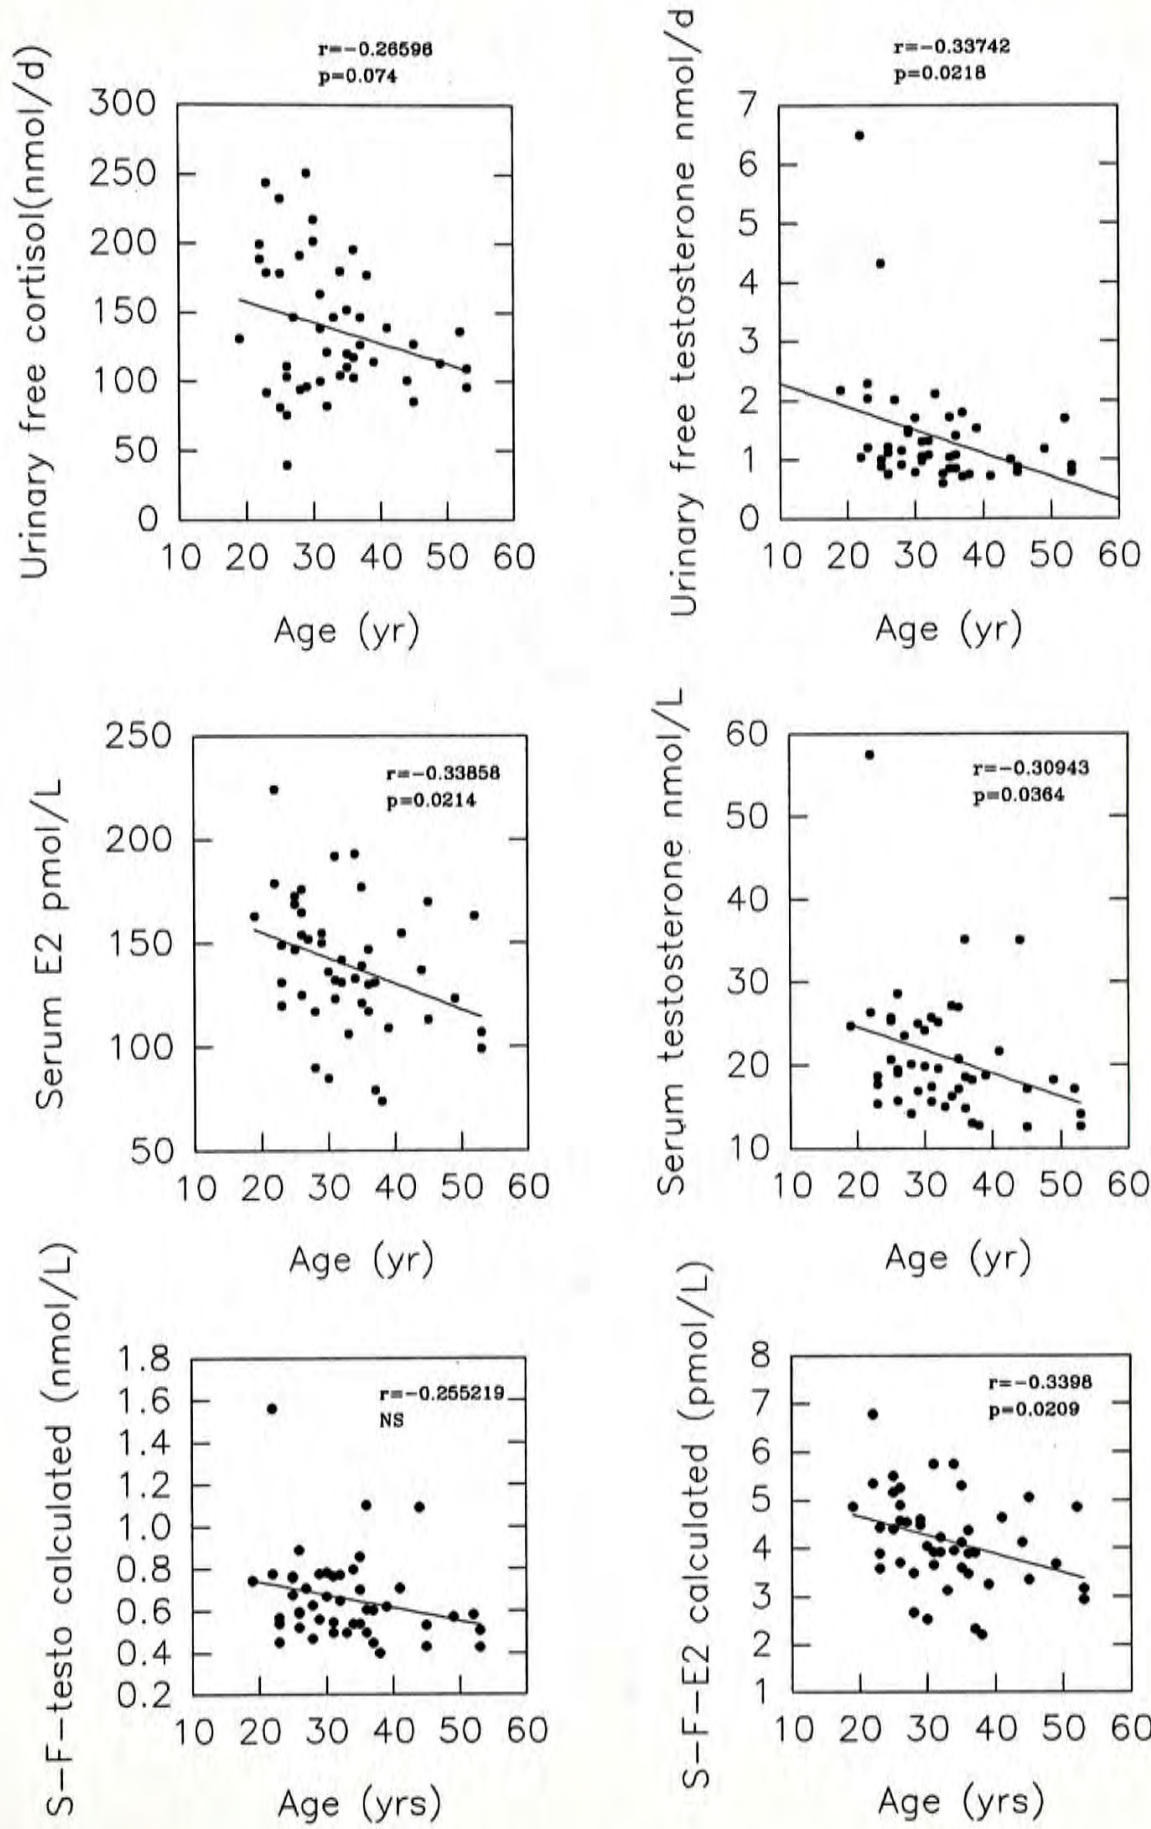 r=-0.26598
p=0.074
Urinary free cortisol(nmol/d)
300
250
200
150
100
50
0
10 20 30 40 50 60
Age (yr)
r=-0.33742
p=0.0218
Urinary free testosterone nmol/d
7
6
5
4
3
2
1
0
10 20 30 40 50 60
Age (yr)
r=-0.33858
p=0.0214
Serum E2 pmol/L
250
200
150
100
50
10 20 30 40 50 60
Age (yr)
r=-0.30943
p=0.0364
Serum testosterone nmol/L
60
50
40
30
20
10
10 20 30 40 50 60
Age (yr)
r=-0.255219
NS
S-F-testo calculated (nmol/L)
1.8
1.6
1.4
1.2
1.0
0.8
0.6
0.4
0.2
10 20 30 40 50 60
Age (yrs)
r=-0.3398
p=0.0209
S-F-E2 calculated (pmol/L)
8
7
6
5
4
3
2
1
10 20 30 40 50 60
Age (yrs)